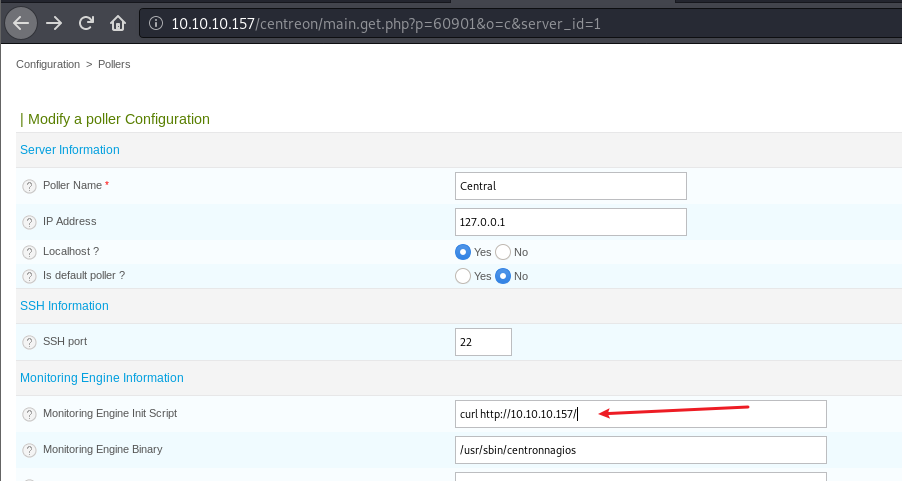 10.10.10.157/centreon/main.get.php?p=60901&o=c&server_id=1
Configuration > Pollers
| Modify a poller Configuration
Server Information
? Poller Name * Central
? IP Address 127.0.0.1
? Localhost ? Yes No
? Is default poller ? Yes No
SSH Information
? SSH port 22
Monitoring Engine Information
? Monitoring Engine Init Script curl http://10.10.10.157/
? Monitoring Engine Binary /usr/sbin/centronnagios